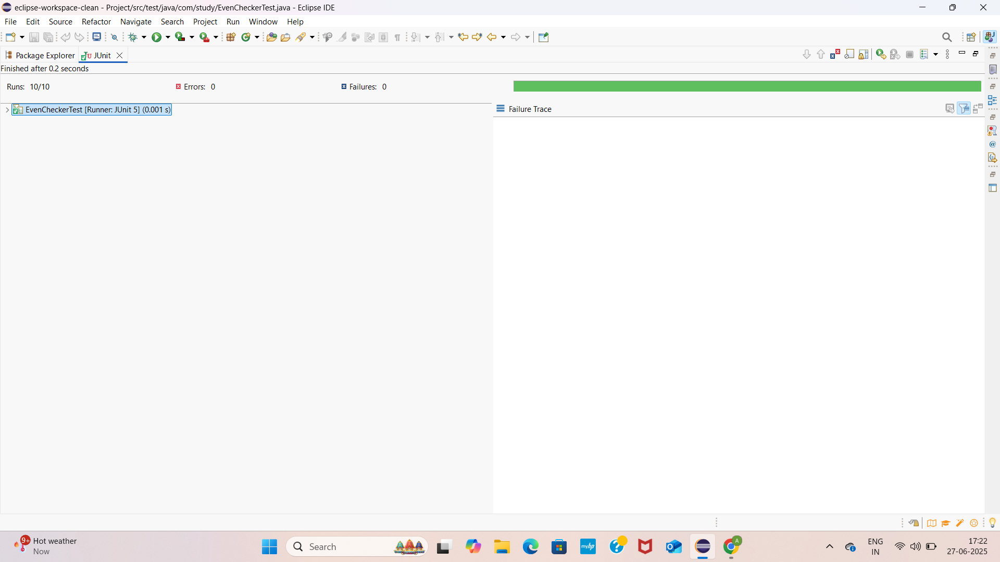 eclipse-workspace-clean - Project/src/test/java/com/study/EvenCheckerTest.java - Eclipse IDE
File Edit Source Refactor Navigate Search Project Run Window Help
Package Explorer JUnit
Finished after 0.2 seconds
Runs: 10/10 Errors: 0 Failures: 0
EvenCheckerTest [Runner: JUnit 5] (0.001 s)
Failure Trace
9+ Hot weather
Now
Search
myhp
A
ENG
IN
17:22
27-06-2025